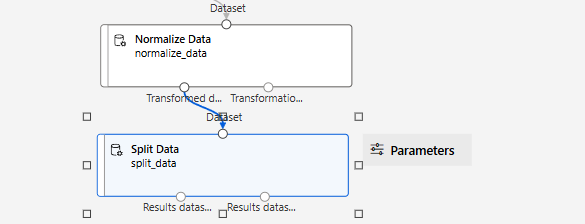 Dataset
Normalize Data
normalize_data
Transformed d... Transformatio...
Dataset
Split Data
split_data
Parameters
Results datas... Results datas...